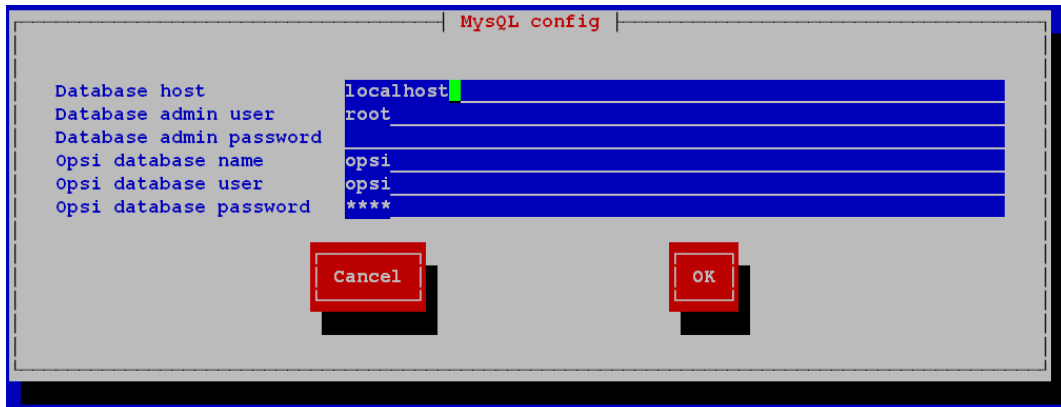 MysQL config
Database host localhost
Database admin user root
Database admin password
Opsi database name opsi
Opsi database user opsi
Opsi database password ****
Cancel OK